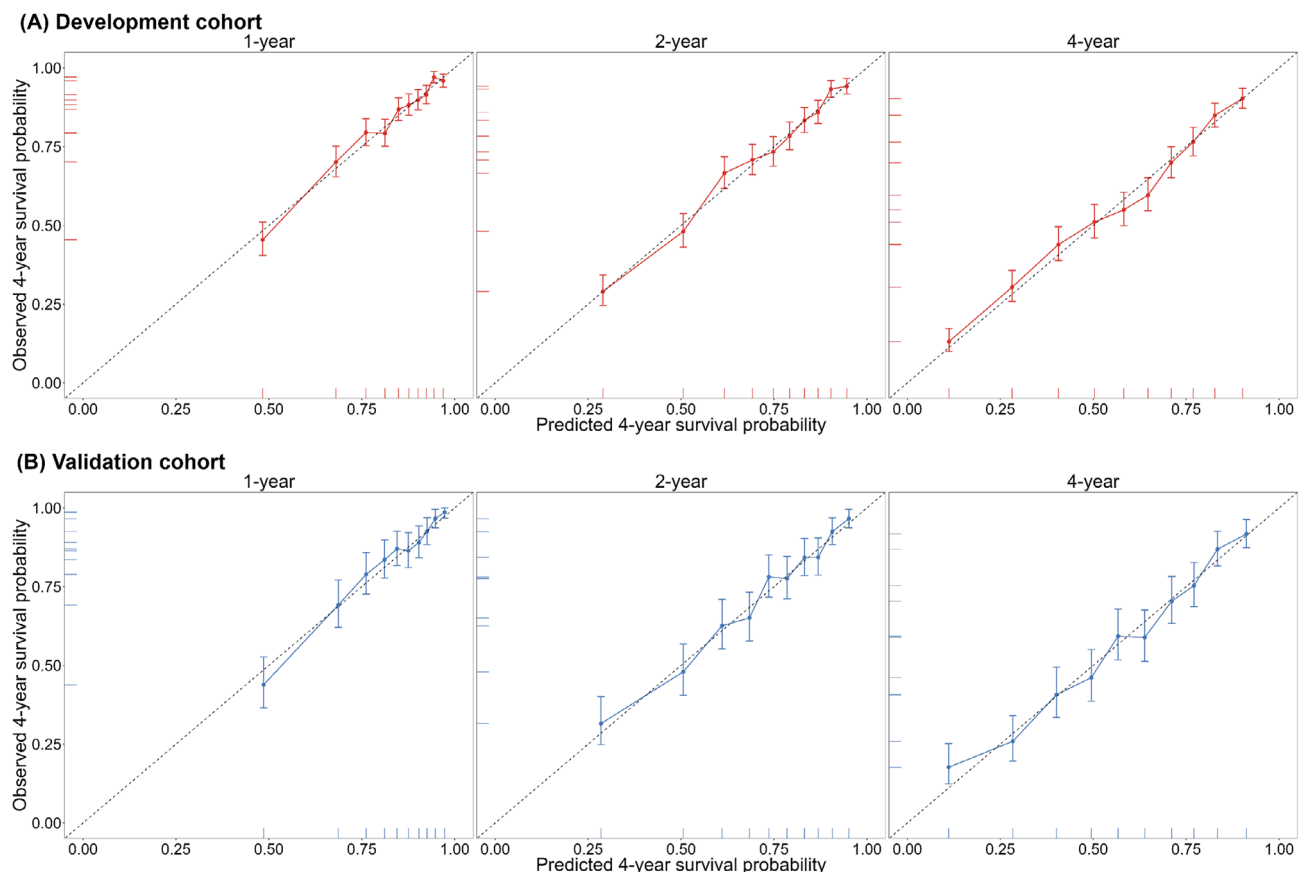 (A) Development cohort
1-year 2-year 4-year
Observed 4-year survival probability
1.00
0.75
0.50
0.25
0.00
0.00 0.25 0.50 0.75 1.00 0.00 0.25 0.50 0.75 1.00 0.00 0.25 0.50 0.75 1.00
Predicted 4-year survival probability
(B) Validation cohort
1-year 2-year 4-year
Observed 4-year survival probability
1.00
0.75
0.50
0.25
0.00
0.00 0.25 0.50 0.75 1.00 0.00 0.25 0.50 0.75 1.00 0.00 0.25 0.50 0.75 1.00
Predicted 4-year survival probability